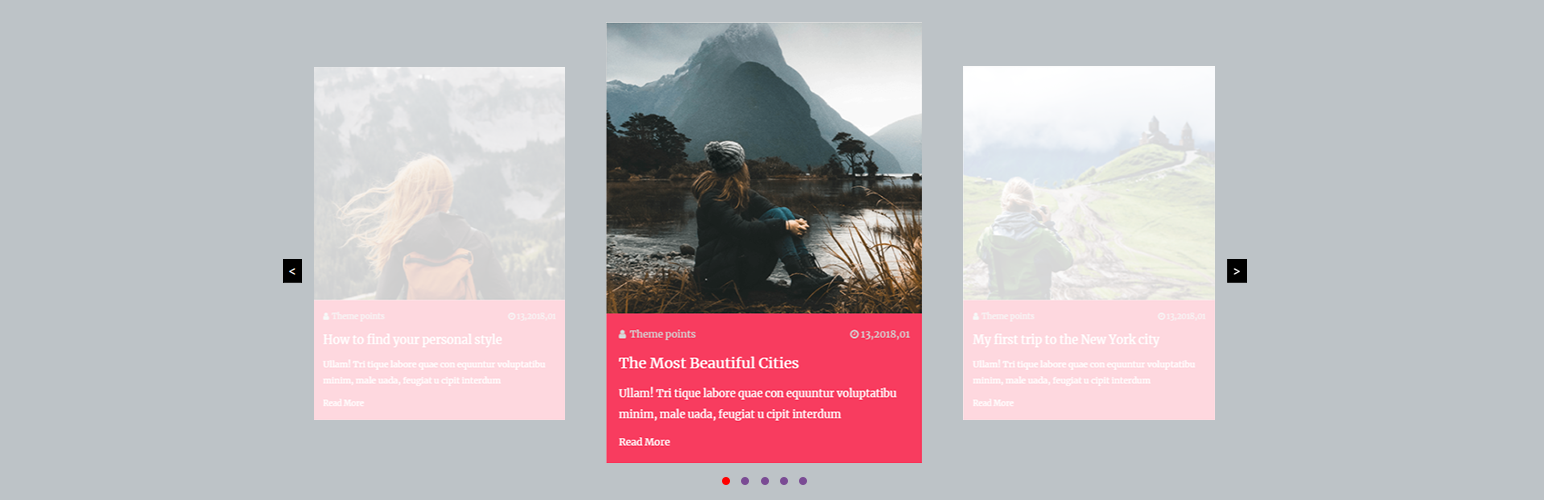 Theme points 13,2018,01
How to find your personal style
Ullam! Tri tique labore quae con equuntur voluptatibu
minim, male uada, feugiat u cipit interdum
Read More
<
Theme points 13,2018,01
The Most Beautiful Cities
Ullam! Tri tique labore quae con equuntur voluptatibu
minim, male uada, feugiat u cipit interdum
Read More
Theme points 13,2018,01
My first trip to the New York city
Ullam! Tri tique labore quae con equuntur voluptatibu
minim, male uada, feugiat u cipit interdum
Read More
>